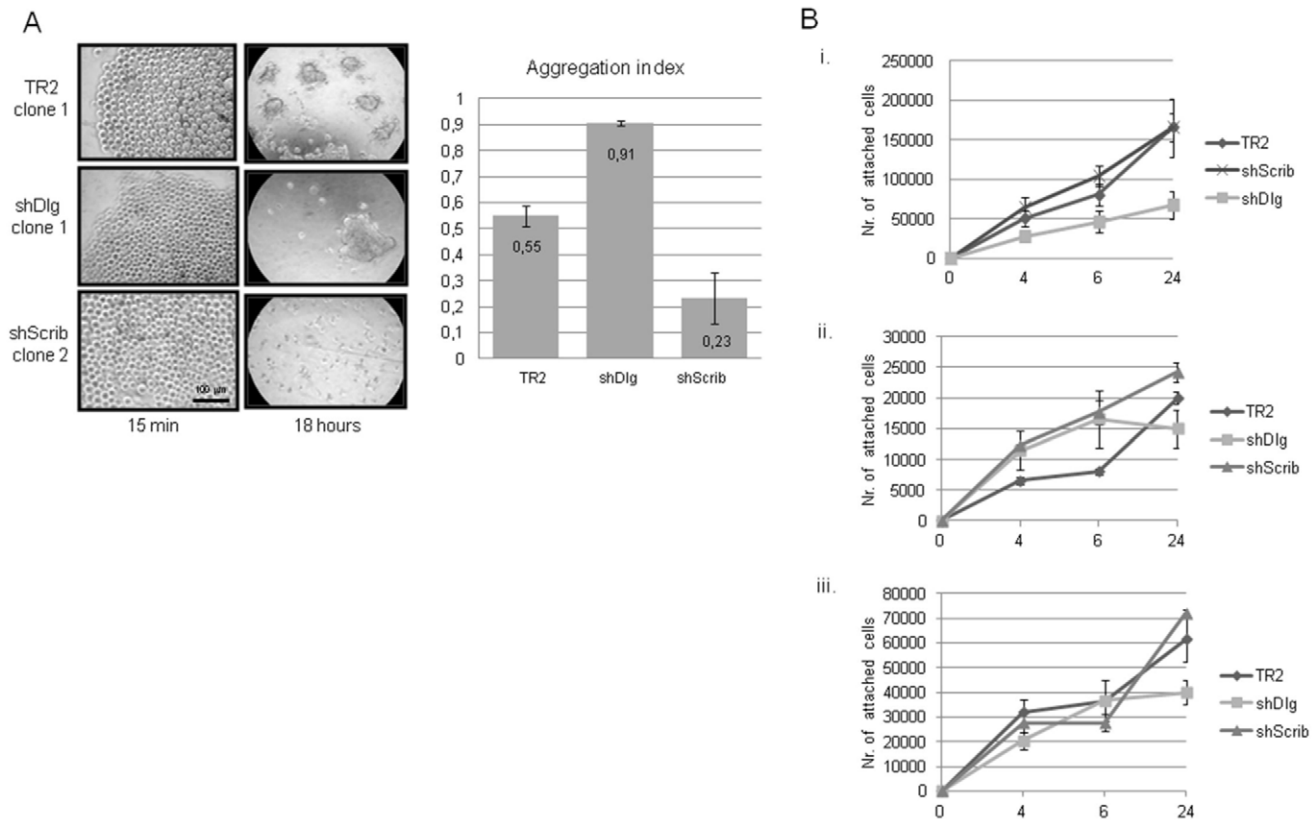 A
TR2
clone 1
shDlg
clone 1
shScrib
clone 2
100 µm
15 min
18 hours
Aggregation index
1
0,9
0,8
0,7
0,6
0,5
0,4
0,3
0,2
0,1
0
0,55
0,91
0,23
TR2
shDlg
shScrib
B
i.
Nr. of attached cells
250000
200000
150000
100000
50000
0
0
4
6
24
TR2
shScrib
shDlg
ii.
Nr. of attached cells
30000
25000
20000
15000
10000
5000
0
0
4
6
24
TR2
shDlg
shScrib
iii.
Nr. of attached cells
80000
70000
60000
50000
40000
30000
20000
10000
0
0
4
6
24
TR2
shDlg
shScrib